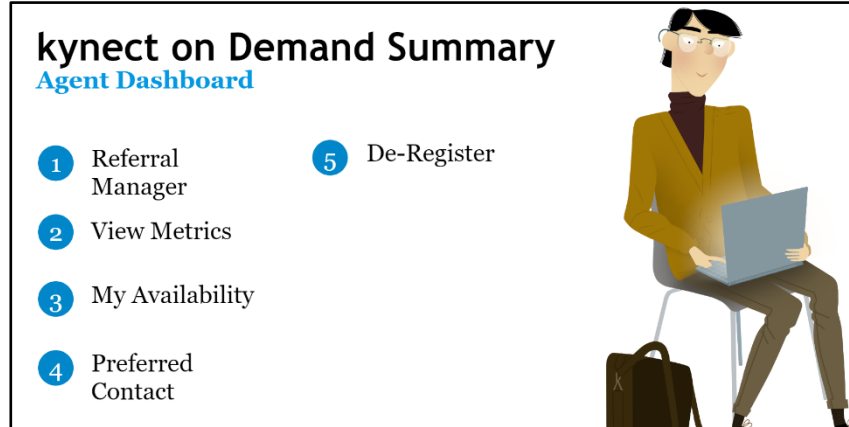 kynect on Demand Summary
Agent Dashboard
1 Referral
Manager
2 View Metrics
3 My Availability
4 Preferred
Contact
5 De-Register